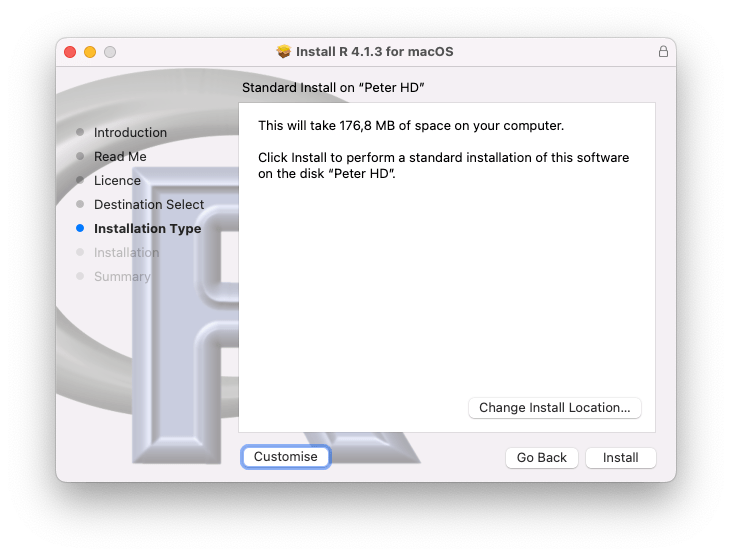 Install R 4.1.3 for macOS
Standard Install on “Peter HD”
Introduction
Read Me
Licence
Destination Select
Installation Type
Installation
Summary
This will take 176,8 MB of space on your computer.
Click Install to perform a standard installation of this software
on the disk “Peter HD”.
Change Install Location...
Customise
Go Back
Install